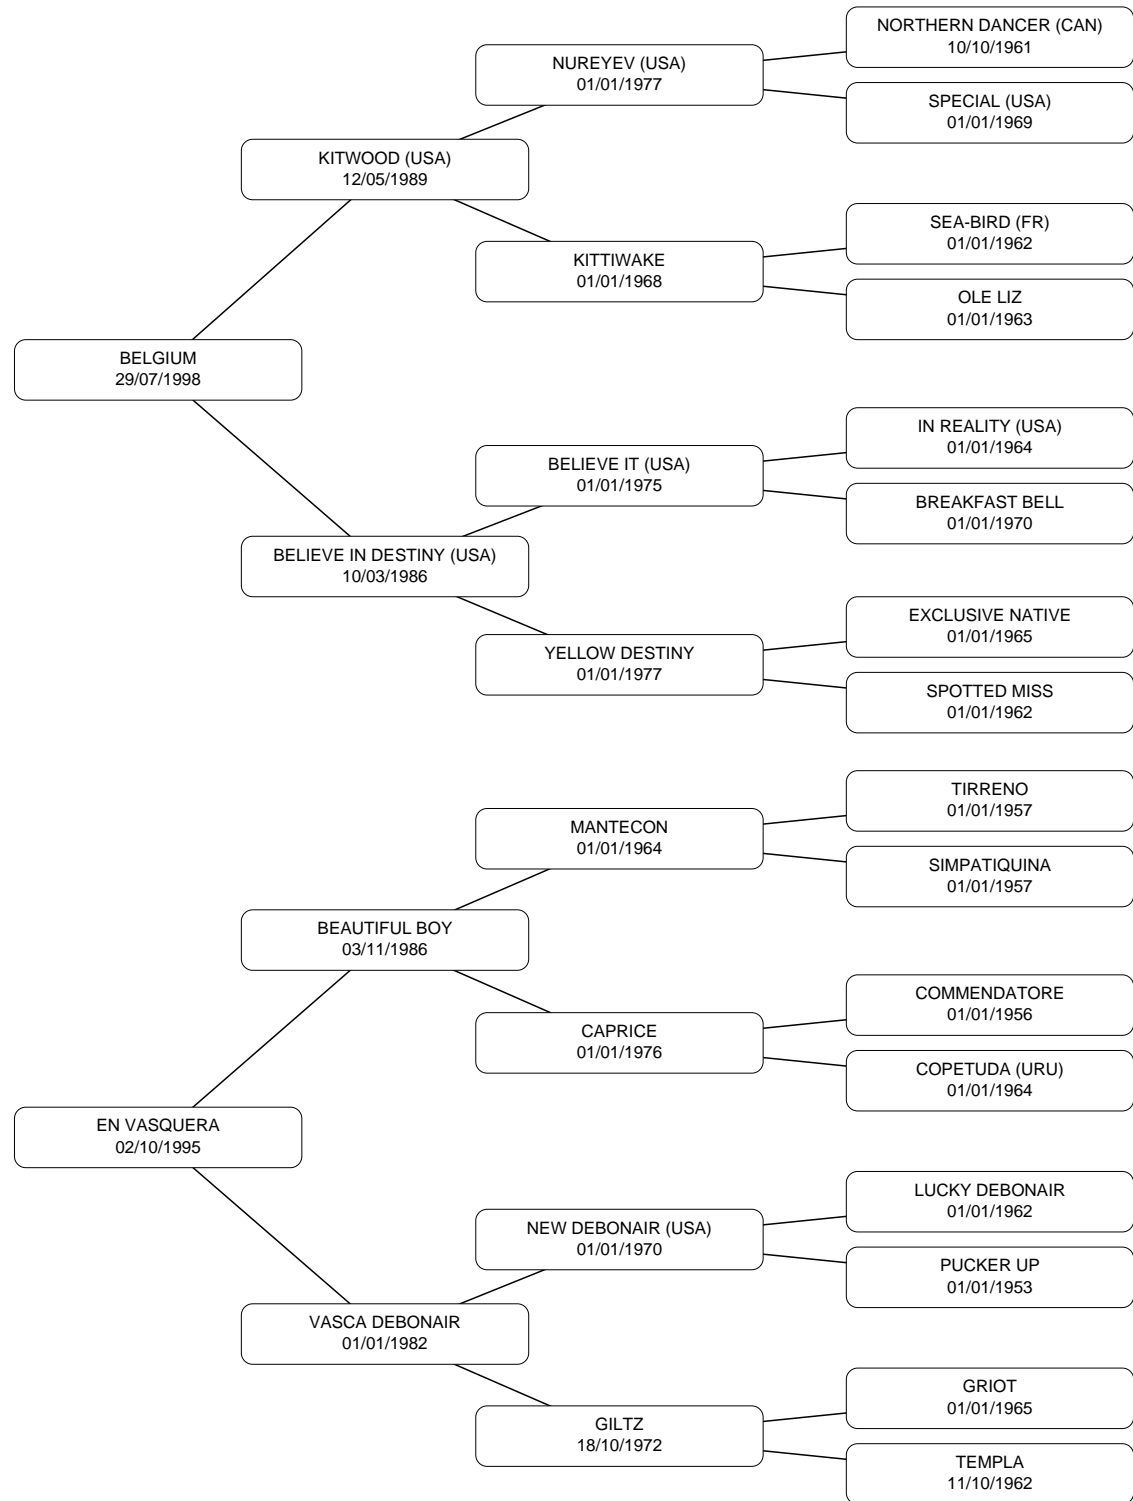 NORTHERN DANCER (CAN)
10/10/1961
NUREYEV (USA)
01/01/1977
SPECIAL (USA)
01/01/1969
KITWOOD (USA)
12/05/1989
SEA-BIRD (FR)
01/01/1962
KITTIWAKE
01/01/1968
OLE LIZ
01/01/1963
BELGIUM
29/07/1998
IN REALITY (USA)
01/01/1964
BELIEVE IT (USA)
01/01/1975
BREAKFAST BELL
01/01/1970
BELIEVE IN DESTINY (USA)
10/03/1986
EXCLUSIVE NATIVE
01/01/1965
YELLOW DESTINY
01/01/1977
SPOTTED MISS
01/01/1962
TIRRENO
01/01/1957
MANTECON
01/01/1964
SIMPATIQUINA
01/01/1957
BEAUTIFUL BOY
03/11/1986
COMMENDATORE
01/01/1956
CAPRICE
01/01/1976
COPETUDA (URU)
01/01/1964
EN VASQUERA
02/10/1995
LUCKY DEBONAIR
01/01/1962
NEW DEBONAIR (USA)
01/01/1970
PUCKER UP
01/01/1953
VASCA DEBONAIR
01/01/1982
GRIOT
01/01/1965
GILTZ
18/10/1972
TEMPLA
11/10/1962